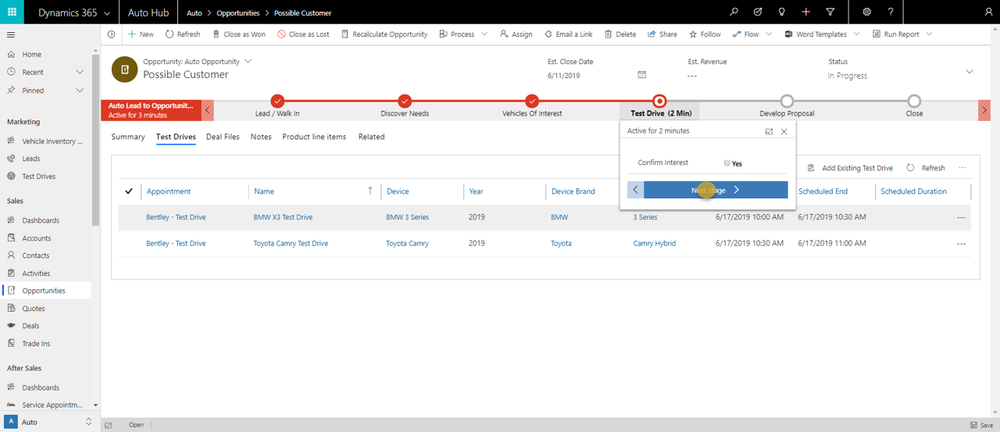 Dynamics 365 Auto Hub Auto > Opportunities > Possible Customer
New Refresh Close as Won Close as Lost Recalculate Opportunity Process Assign Email a Link Delete Share Follow Flow Word Templates Run Report
Home
Recent
Pinned
Marketing
Vehicle Inventory ...
Leads
Test Drives
Sales
Dashboards
Accounts
Contacts
Activities
Opportunities
Quotes
Deals
Trade Ins
After Sales
Dashboards
Service Appointm...
A Auto
Opportunity: Auto Opportunity
Possible Customer
Est. Close Date
6/11/2019
Est. Revenue
---
Status
In Progress
Auto Lead to Opportunit...
Active for 3 minutes
Lead / Walk In
Discover Needs
Vehicles Of Interest
Test Drive (2 Min)
Develop Proposal
Close
Summary Test Drives Deal Files Notes Product line items Related
Active for 2 minutes
Confirm Interest Yes
Next Stage
Add Existing Test Drive Refresh ...
Appointment Name Device Year Device Brand Scheduled End Scheduled Duration
Bentley - Test Drive BMW X3 Test Drive BMW 3 Series 2019 BMW 3 Series 6/17/2019 10:00 AM 6/17/2019 10:30 AM ---
Bentley - Test Drive Toyota Camry Test Drive Toyota Camry 2019 Toyota Camry Hybrid 6/17/2019 10:30 AM 6/17/2019 11:00 AM ---
Open
Save